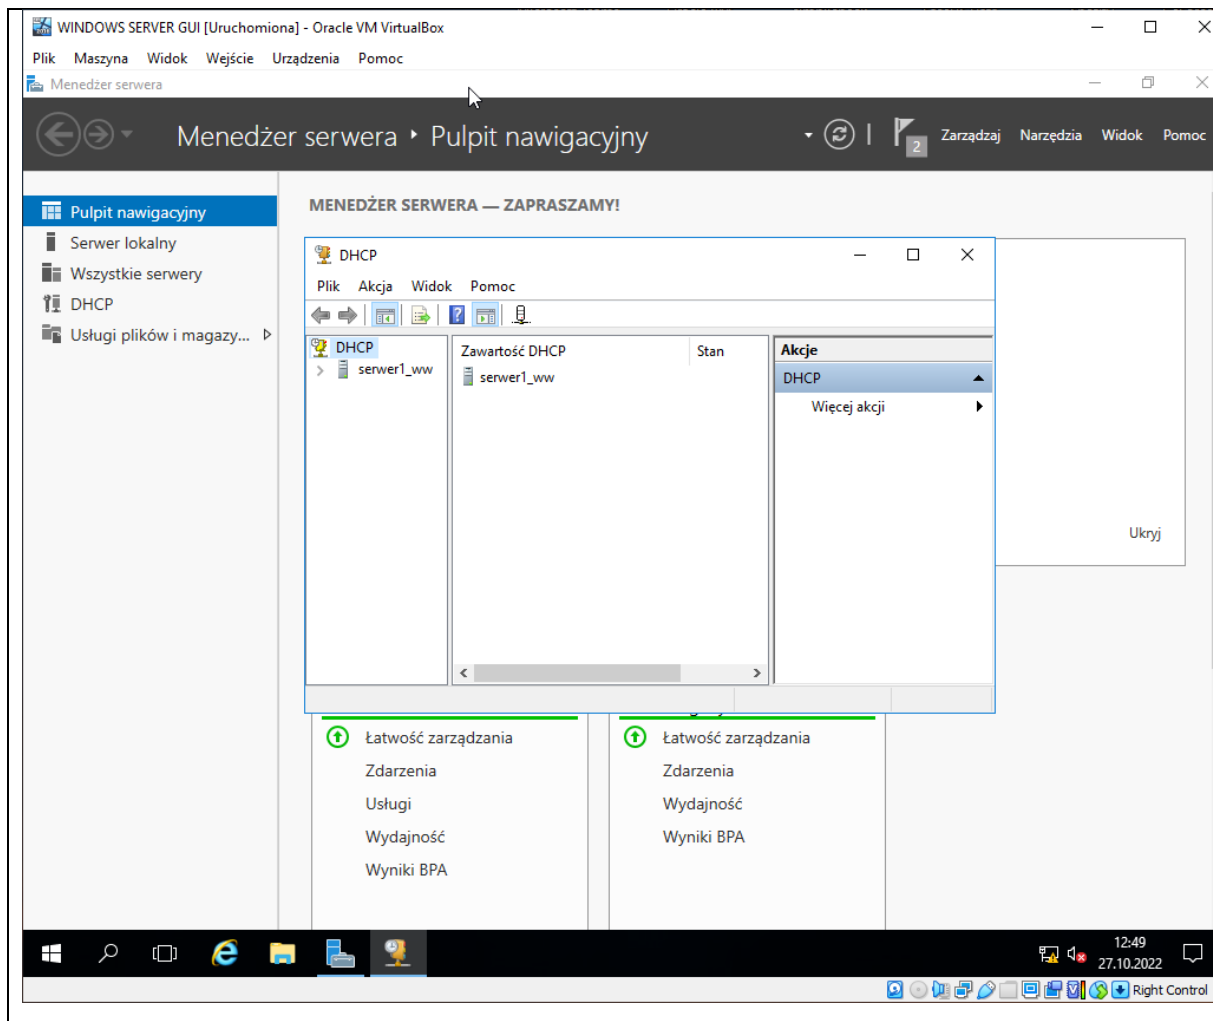 WINDOWS SERVER GUI [Uruchomiona] - Oracle VM VirtualBox
Plik Maszyna Widok Wejście Urządzenia Pomoc
Menedżer serwera
Menedżer serwera ‣ Pulpit nawigacyjny
2 Zarządzaj Narzędzia Widok Pomoc
Pulpit nawigacyjny
Serwer lokalny
Wszystkie serwery
DHCP
Usługi plików i magazy...
MENEDŻER SERWERA — ZAPRASZAMY!
DHCP
Plik Akcja Widok Pomoc
DHCP
serwer1_ww
Zawartość DHCP Stan
serwer1_ww
Akcje
DHCP
Więcej akcji
Ukryj
Łatwość zarządzania
Zdarzenia
Usługi
Wydajność
Wyniki BPA
Łatwość zarządzania
Zdarzenia
Wydajność
Wyniki BPA
12:49
27.10.2022
Right Control